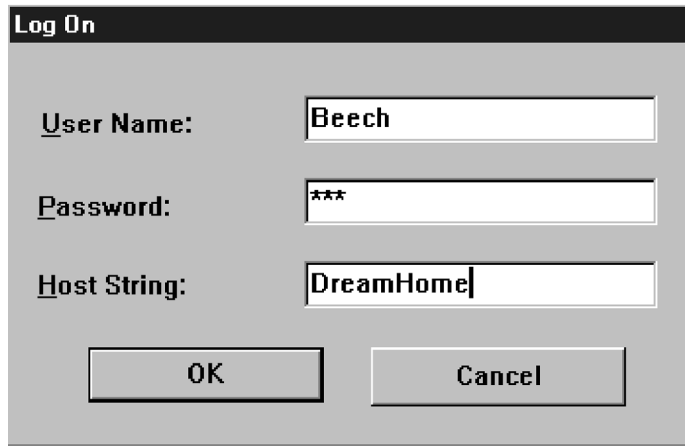 Log On
User Name: Beech
Password: ***
Host String: DreamHome
OK Cancel